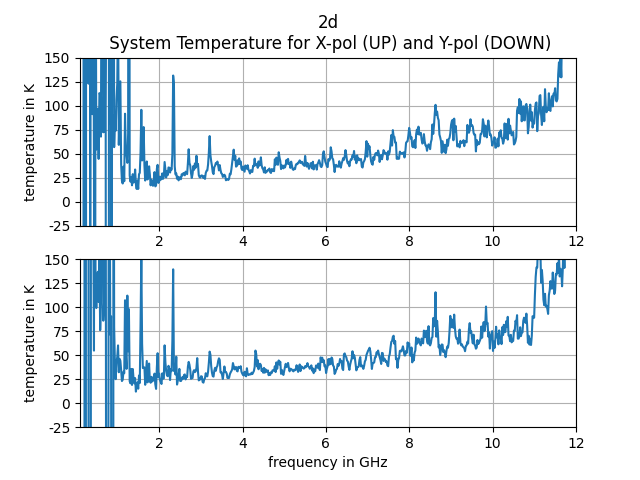 2d
System Temperature for X-pol (UP) and Y-pol (DOWN)
150
125
100
75
50
25
0
-25
temperature in K
2 4 6 8 10 12
150
125
100
75
50
25
0
-25
temperature in K
2 4 6 8 10 12
frequency in GHz